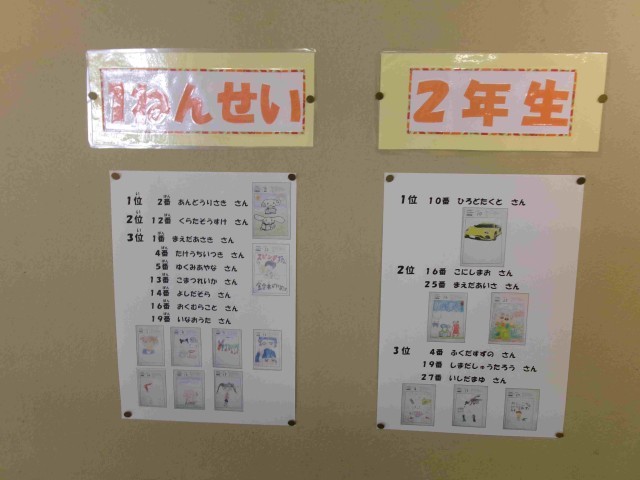 1ねんせい
1位 2番 あんどうりさき さん
2位 12番 くらたそうすけ さん
3位 1番 まえだあさき さん
4番 たけうちいつき さん
5番 ゆくみあやな さん
13番 こまつれいか さん
14番 よしだそら さん
16番 おくむらこと さん
19番 いなおうた さん
2年生
1位 10番 ひろどたくと さん
2位 16番 こにしまお さん
25番 まえだあいさ さん
3位 4番 ふくだすずの さん
19番 しまだしゅうたろう さん
27番 いしだまゆ さん